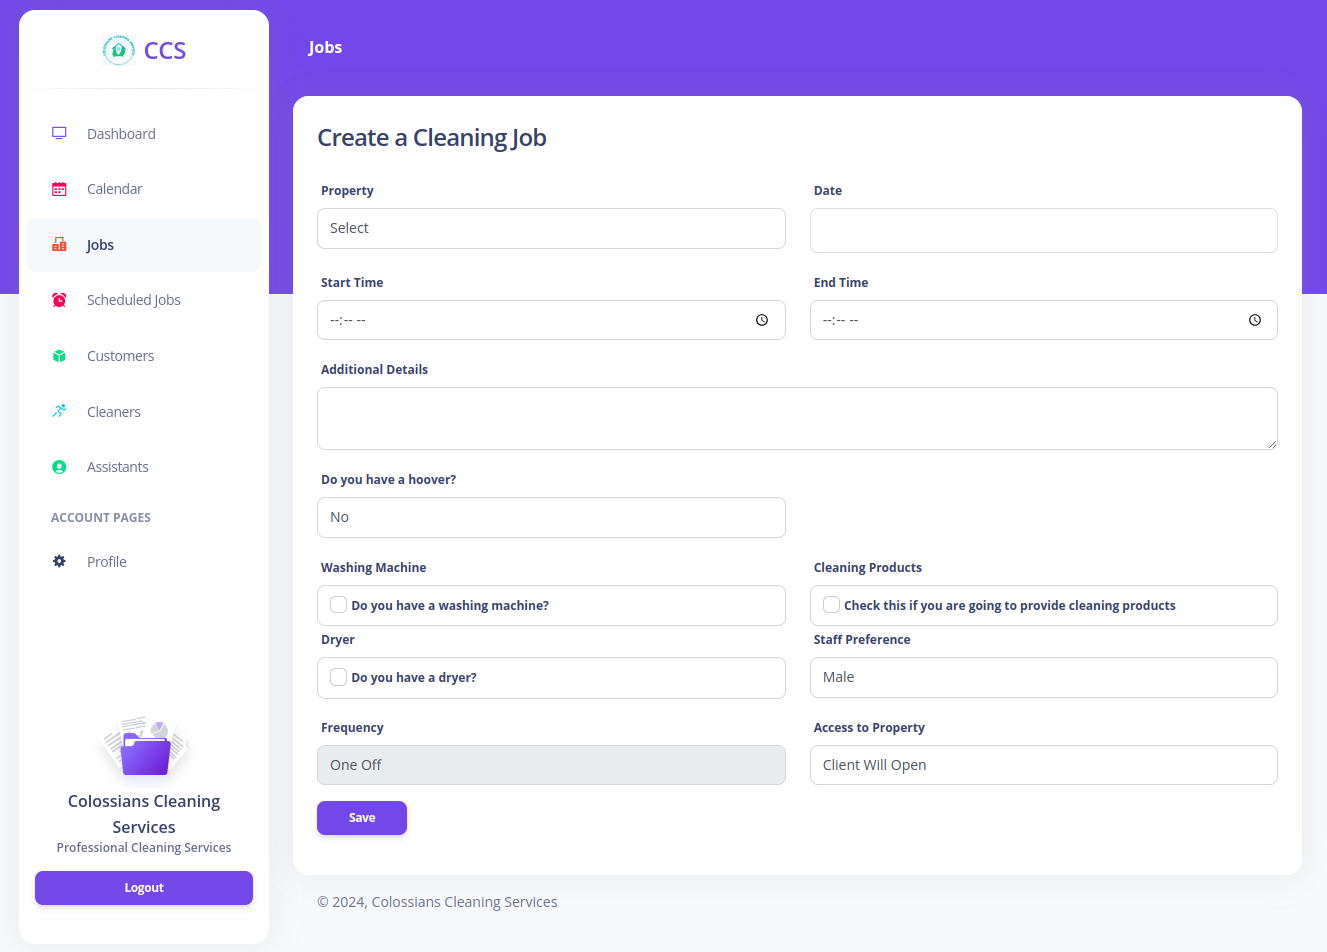 CCS
Jobs
Dashboard
Calendar
Jobs
Scheduled Jobs
Customers
Cleaners
Assistants
ACCOUNT PAGES
Profile
Colossians Cleaning
Services
Professional Cleaning Services
Logout
Create a Cleaning Job
Property
Date
Select
Start Time
End Time
--:-- --
--:-- --
Additional Details
Do you have a hoover?
No
Washing Machine
Cleaning Products
Do you have a washing machine?
Check this if you are going to provide cleaning products
Dryer
Staff Preference
Do you have a dryer?
Male
Frequency
Access to Property
One Off
Client Will Open
Save
© 2024, Colossians Cleaning Services